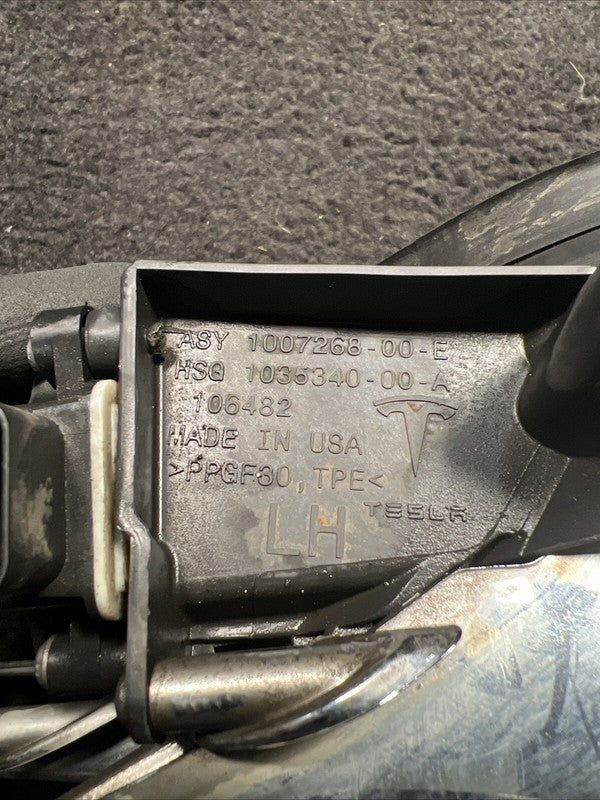 ASY 1007268-00-E
HSG 1035340-00-A
106482
MADE IN USA
>PPGF30,TPE<
TESLA
LH